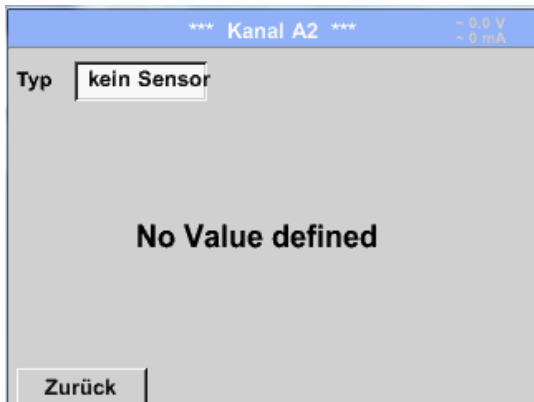 *** Kanal A2 ***
~ 0.0 V
~ 0 mA
Typ kein Sensor
No Value defined
Zurück